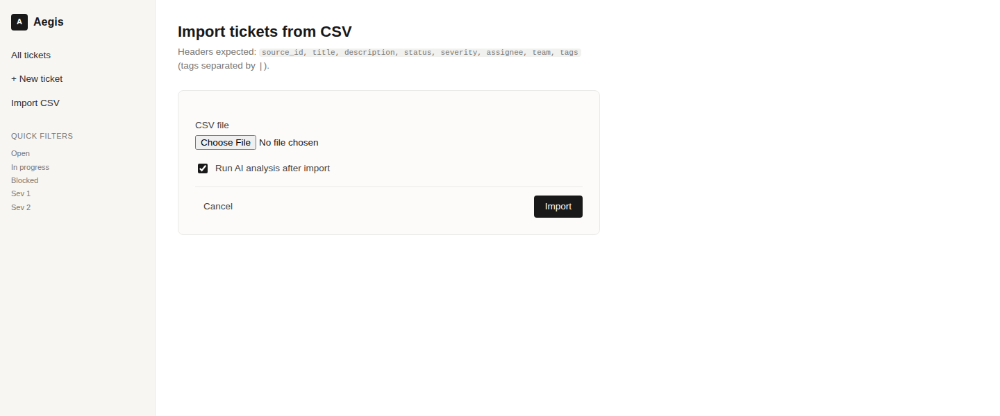 A Aegis
All tickets
+ New ticket
Import CSV
QUICK FILTERS
Open
In progress
Blocked
Sev 1
Sev 2
Import tickets from CSV
Headers expected: source_id, title, description, status, severity, assignee, team, tags
(tags separated by |).
CSV file
Choose File No file chosen
Run AI analysis after import
Cancel
Import